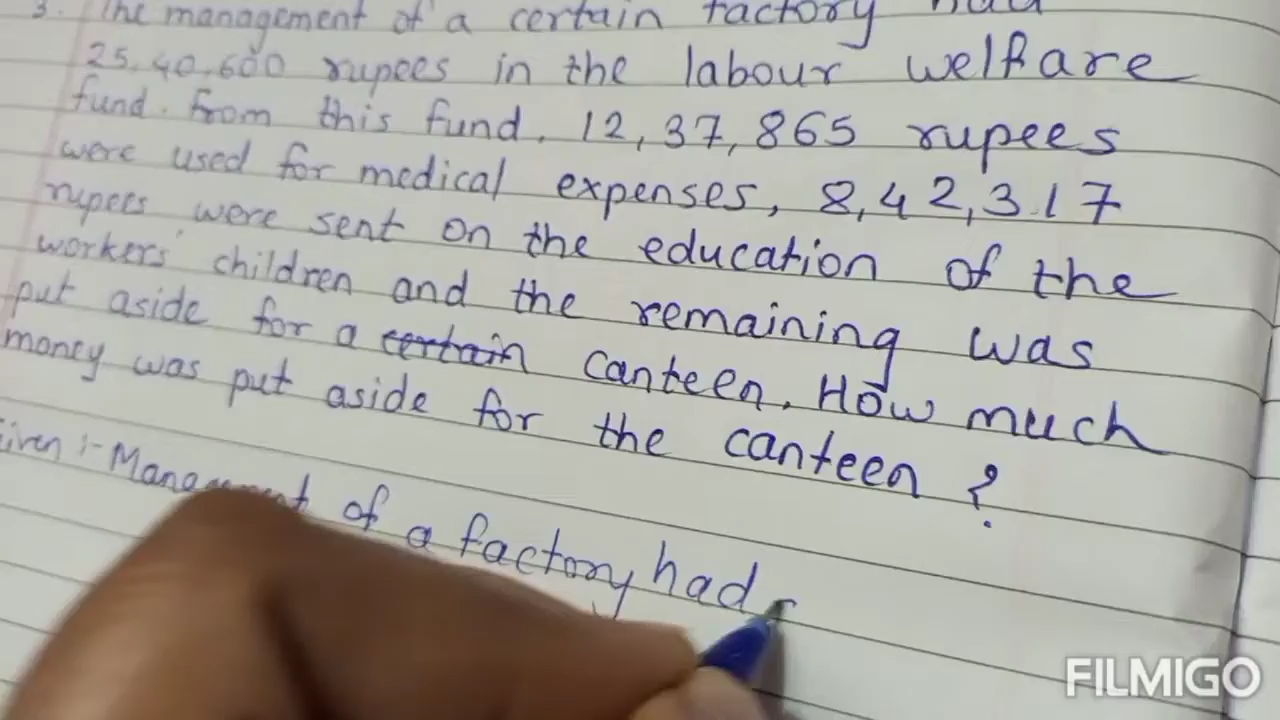 3. The management of a certain factory had
25,40,600 rupees in the labour welfare
fund. From this fund, 12,37,865 rupees
were used for medical expenses, 8,42,317
rupees were sent on the education of the
workers' children and the remaining was
put aside for a certain canteen. How much
money was put aside for the canteen ?
Given :- Management of a factory had
FILMIGO